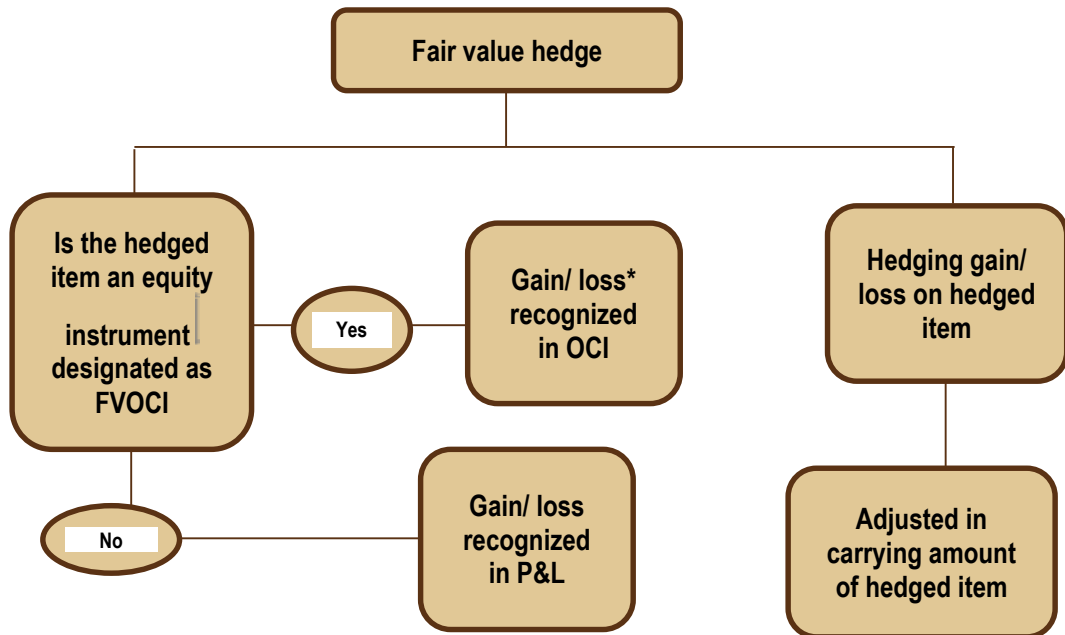 Fair value hedge
Is the hedged
item an equity
instrument
designated as
FVOCI
Yes
Gain/ loss*
recognized
in OCI
Hedging gain/
loss on hedged
item
No
Gain/ loss
recognized
in P&L
Adjusted in
carrying amount
of hedged item